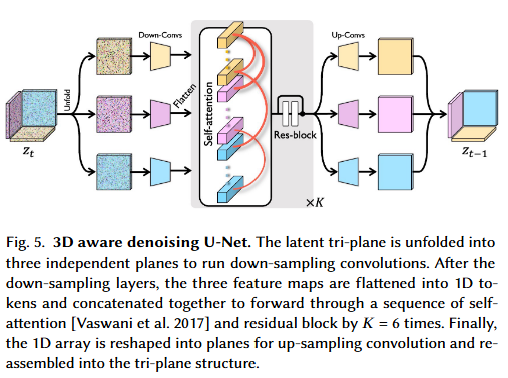 Down-Convs
Up-Convs
Unfold
Flatten
Self-attention
Res-block
z_t
z_{t−1}
×K
Fig. 5. 3D aware denoising U-Net. The latent tri-plane is unfolded into
three independent planes to run down-sampling convolutions. After the
down-sampling layers, the three feature maps are flattened into 1D to-
kens and concatenated together to forward through a sequence of self-
attention [Vaswani et al. 2017] and residual block by K = 6 times. Finally,
the 1D array is reshaped into planes for up-sampling convolution and re-
assembled into the tri-plane structure.